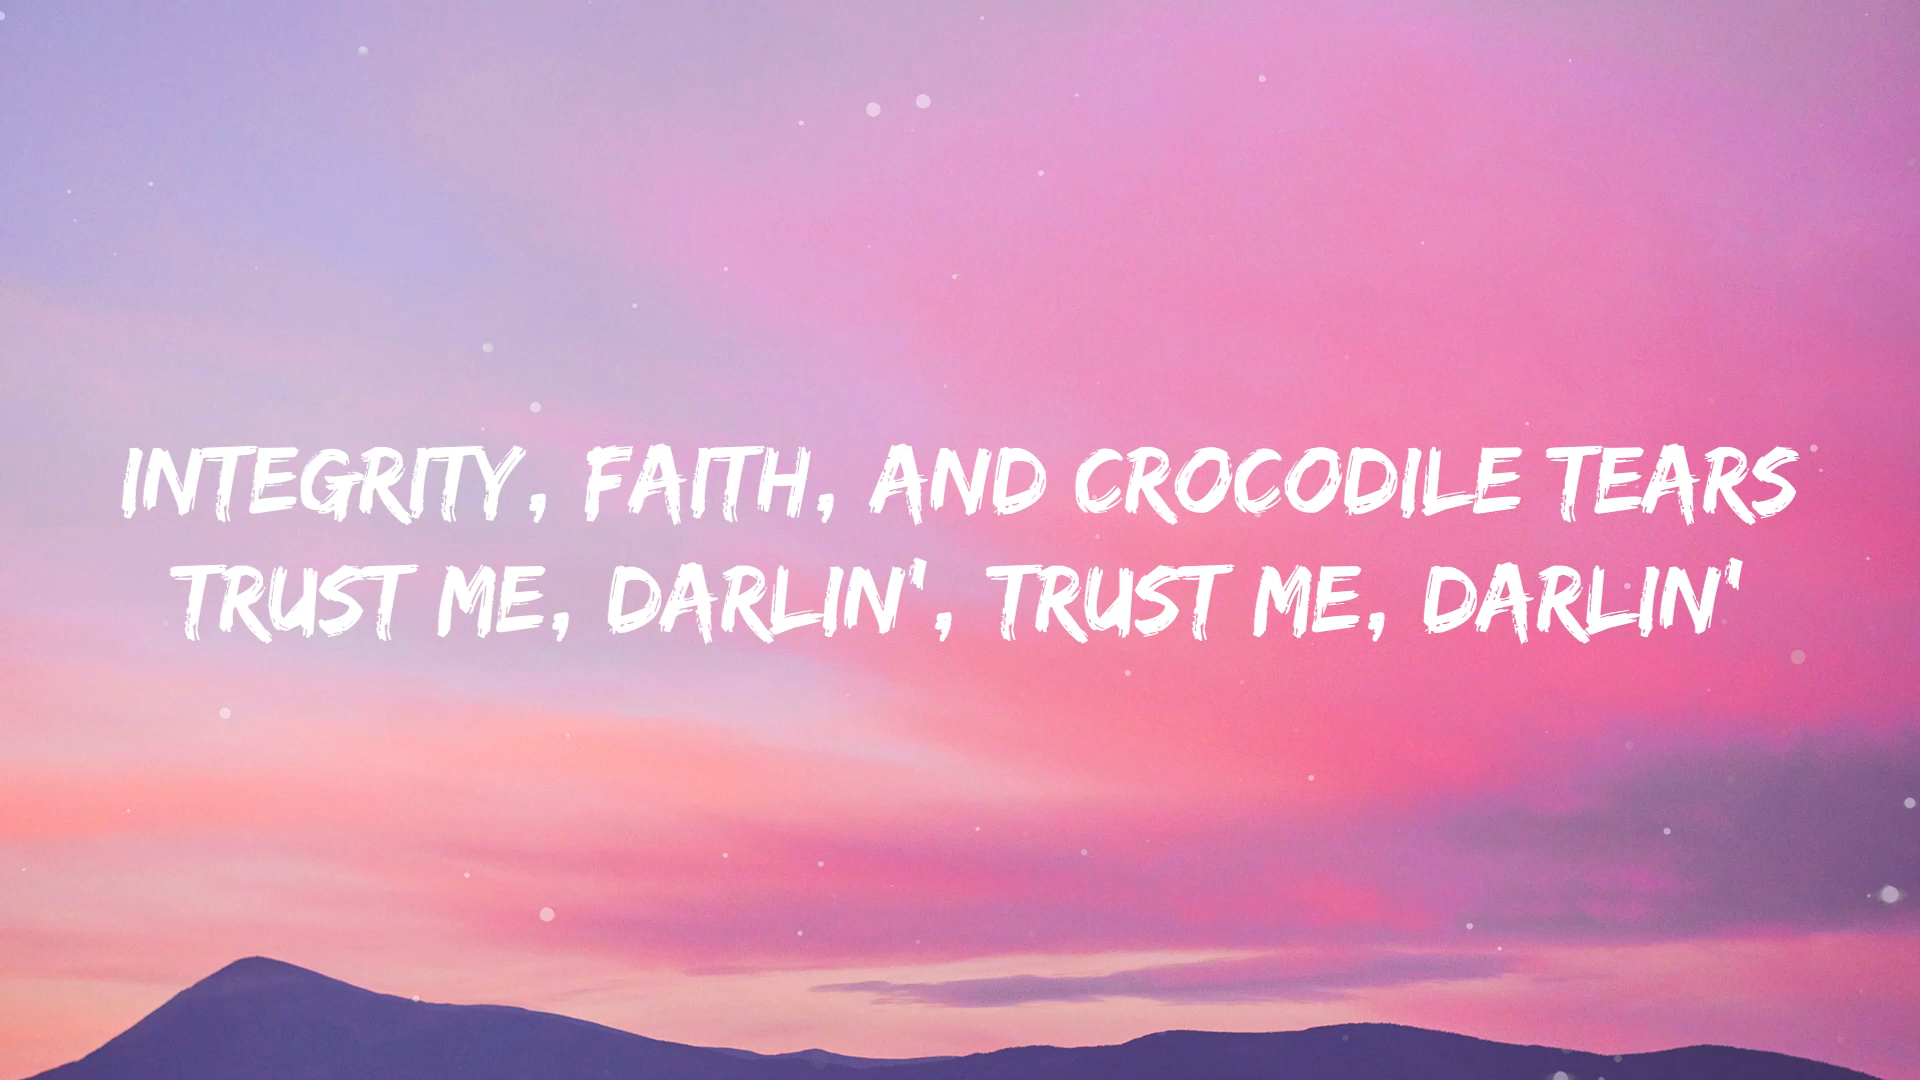 INTEGRITY, FAITH, AND CROCODILE TEARS
TRUST ME, DARLIN', TRUST ME, DARLIN'